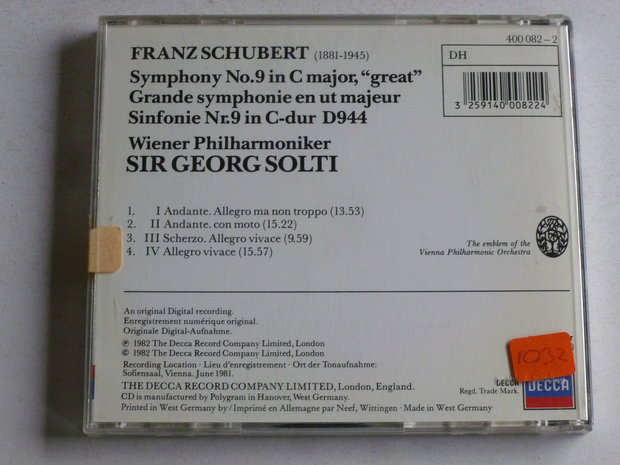 400 082–2
FRANZ SCHUBERT (1881-1945)
DH
Symphony No.9 in C major, “great”
Grande symphonie en ut majeur
Sinfonie Nr.9 in C-dur D944
3 259140 008224
Wiener Philharmoniker
SIR GEORG SOLTI
1. I Andante. Allegro ma non troppo (13.53)
2. II Andante. con moto (15.22)
3. III Scherzo. Allegro vivace (9.59)
4. IV Allegro vivace (15.57)
The emblem of the
Vienna Philharmonic Orchestra
An original Digital recording.
Enregistrement numérique original.
Originale Digital-Aufnahme.
℗ 1982 The Decca Record Company Limited, London
© 1982 The Decca Record Company Limited, London
Recording Location · Lieu d'enregistrement · Ort der Tonaufnahme:
Sofiensaal, Vienna. June 1981.
THE DECCA RECORD COMPANY LIMITED, London, England.
CD is manufactured by Polygram in Hanover, West Germany.
Printed in West Germany by / Imprimé en Allemagne par Neef, Wittingen · Made in West Germany
1032
DECCA
Regd. Trade Mark.
DECCA